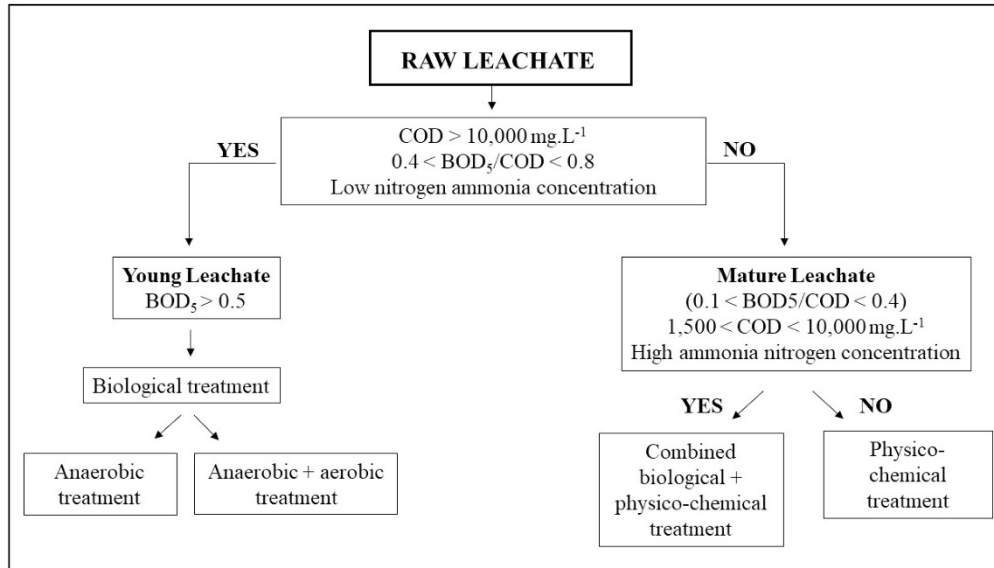 RAW LEACHATE
COD > 10,000 mg.L⁻¹
0.4 < BOD₅/COD < 0.8
Low nitrogen ammonia concentration
YES
NO
Young Leachate
BOD₅ > 0.5
Biological treatment
Anaerobic
treatment
Anaerobic + aerobic
treatment
Mature Leachate
(0.1 < BOD5/COD < 0.4)
1,500 < COD < 10,000 mg.L⁻¹
High ammonia nitrogen concentration
YES
NO
Combined
biological +
physico-chemical
treatment
Physico-
chemical
treatment